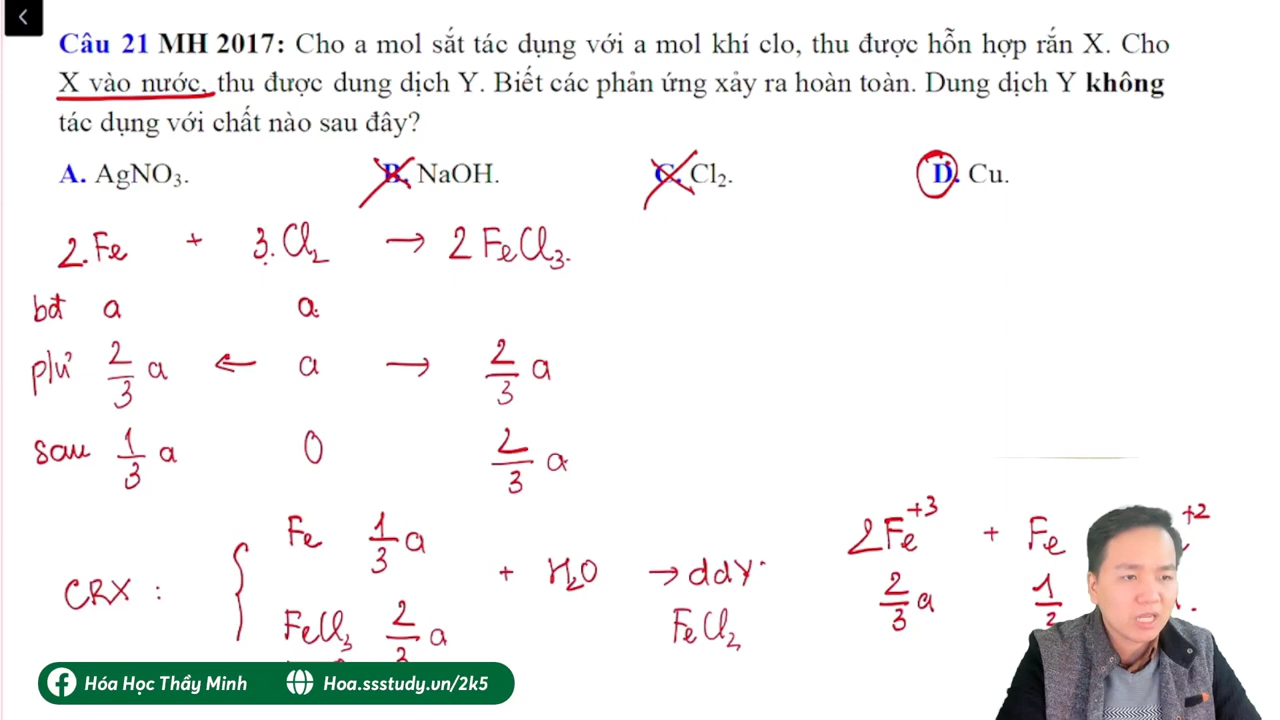 Câu 21 MH 2017: Cho a mol sắt tác dụng với a mol khí clo, thu được hỗn hợp rắn X. Cho
X vào nước, thu được dung dịch Y. Biết các phản ứng xảy ra hoàn toàn. Dung dịch Y không
tác dụng với chất nào sau đây?
A. AgNO₃. B. NaOH. C. Cl₂. D. Cu.
2.Fe + 3.Cl₂ → 2FeCl₃.
bđ a a.
p/ư 2/3 a ← a → 2/3 a
sau 1/3 a 0 2/3 a
Fe 1/3 a 2Fe⁺³ + Fe +2
CRX : + H₂O → ddY 2/3 a
FeCl₃ 2/3 a FeCl₂
Hóa Học Thầy Minh Hoa.ssstudy.vn/2k5